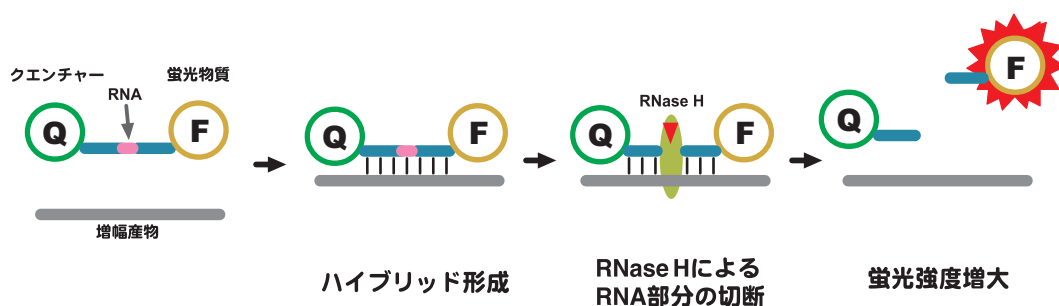 クエンチャー
蛍光物質
RNA
Q
F
増幅産物
Q
F
ハイブリッド形成
RNase H
Q
F
RNase Hによる
RNA部分の切断
F
Q
蛍光強度増大